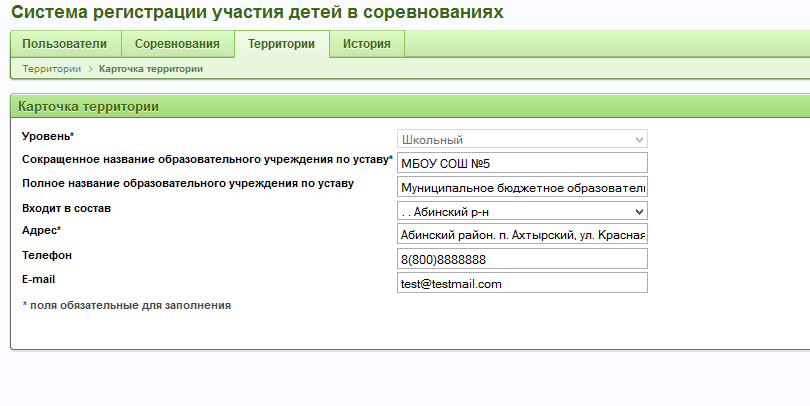 Система регистрации участия детей в соревнованиях
Пользователи Соревнования Территории История
Территории > Карточка территории
Карточка территории
Уровень* Школьный
Сокращенное название образовательного учреждения по уставу* МБОУ СОШ №5
Полное название образовательного учреждения по уставу Муниципальное бюджетное образователь
Входит в состав . . Абинский р-н
Адрес* Абинский район. п. Ахтырский, ул. Красная
Телефон 8(800)8888888
E-mail test@testmail.com
* поля обязательные для заполнения